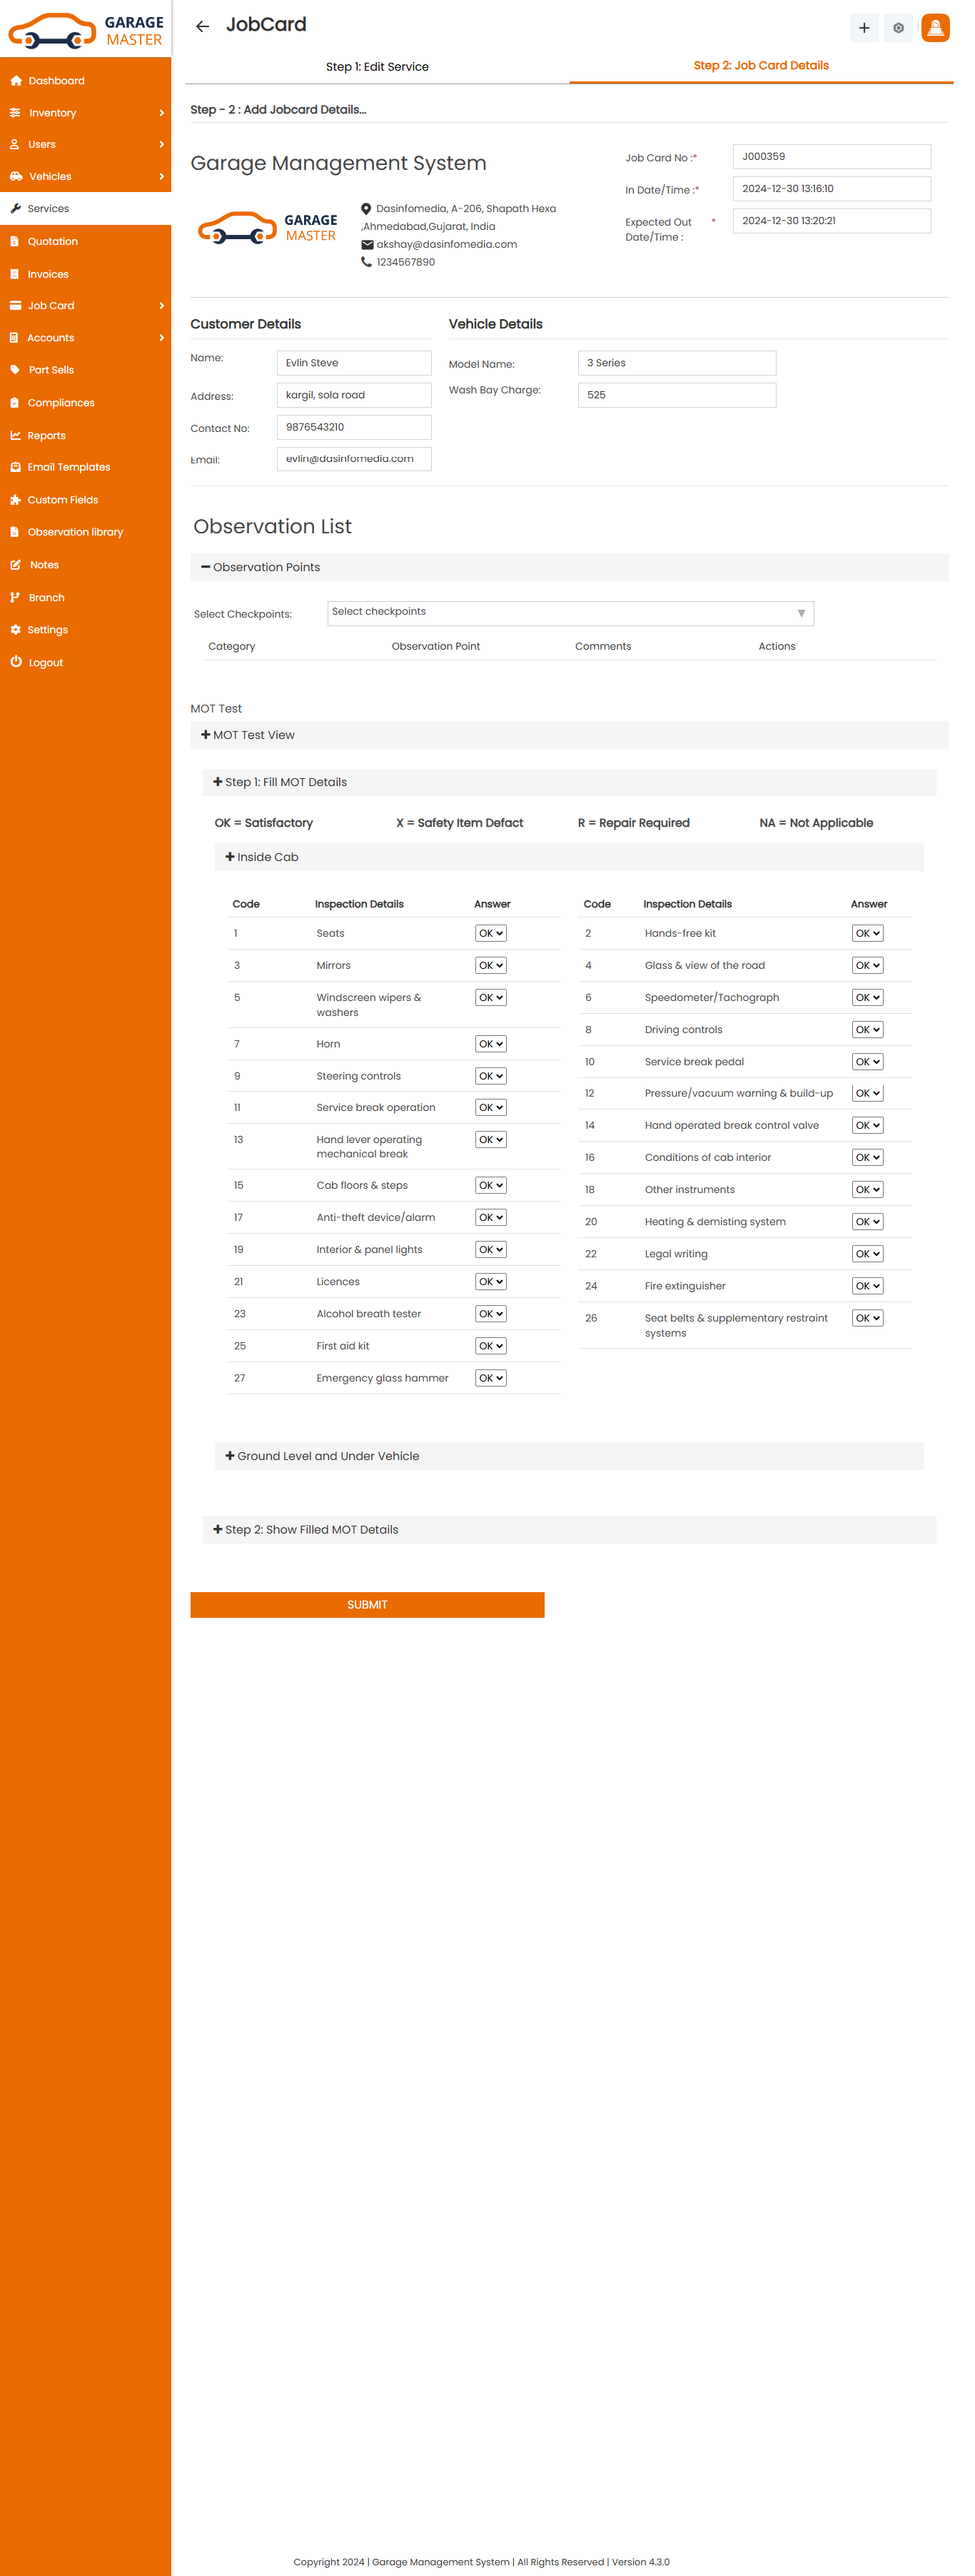 GARAGE
MASTER
JobCard
Dashboard
Inventory
Users
Vehicles
Services
Quotation
Invoices
Job Card
Accounts
Part Sells
Compliances
Reports
Email Templates
Custom Fields
Observation library
Notes
Branch
Settings
Logout
Step 1: Edit Service
Step 2: Job Card Details
Step - 2 : Add Jobcard Details...
Garage Management System
GARAGE
MASTER
Dasinfomedia, A-206, Shapath Hexa
,Ahmedabad,Gujarat, India
akshay@dasinfomedia.com
1234567890
Job Card No :* J000359
In Date/Time :* 2024-12-30 13:16:10
Expected Out * 2024-12-30 13:20:21
Date/Time :
Customer Details
Name: Evlin Steve
Address: kargil, sola road
Contact No: 9876543210
Email: evlin@dasinfomedia.com
Vehicle Details
Model Name: 3 Series
Wash Bay Charge: 525
Observation List
Observation Points
Select Checkpoints: Select checkpoints ▼
Category Observation Point Comments Actions
MOT Test
MOT Test View
Step 1: Fill MOT Details
OK = Satisfactory X = Safety Item Defect R = Repair Required NA = Not Applicable
Inside Cab
Code Inspection Details Answer
1 Seats OK
3 Mirrors OK
5 Windscreen wipers & OK
washers
7 Horn OK
9 Steering controls OK
11 Service break operation OK
13 Hand lever operating OK
mechanical break
15 Cab floors & steps OK
17 Anti-theft device/alarm OK
19 Interior & panel lights OK
21 Licences OK
23 Alcohol breath tester OK
25 First aid kit OK
27 Emergency glass hammer OK
Code Inspection Details Answer
2 Hands-free kit OK
4 Glass & view of the road OK
6 Speedometer/Tachograph OK
8 Driving controls OK
10 Service break pedal OK
12 Pressure/vacuum warning & build-up OK
14 Hand operated break control valve OK
16 Conditions of cab interior OK
18 Other instruments OK
20 Heating & demisting system OK
22 Legal writing OK
24 Fire extinguisher OK
26 Seat belts & supplementary restraint OK
systems
Ground Level and Under Vehicle
Step 2: Show Filled MOT Details
SUBMIT
Copyright 2024 | Garage Management System | All Rights Reserved | Version 4.3.0